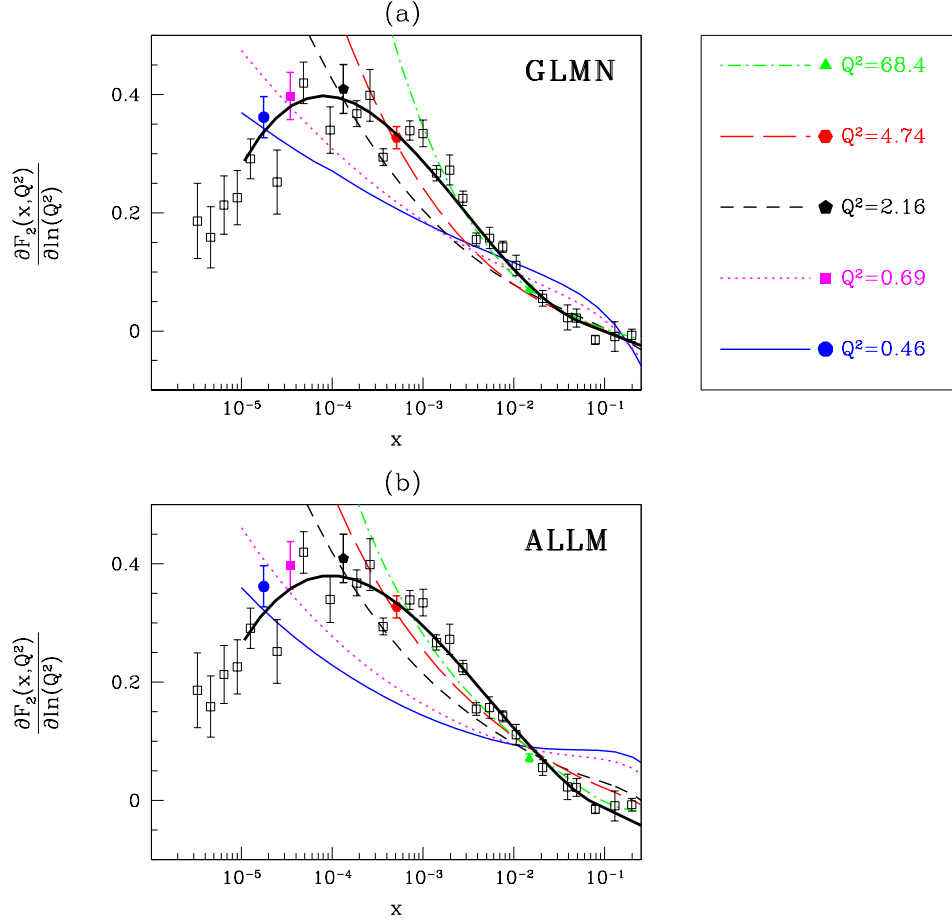 (a)
GLMN
0.4
0.2
0
∂F₂(x,Q²)
∂ln(Q²)
10⁻⁵ 10⁻⁴ 10⁻³ 10⁻² 10⁻¹
x
Q²=68.4
Q²=4.74
Q²=2.16
Q²=0.69
Q²=0.46
(b)
ALLM
0.4
0.2
0
∂F₂(x,Q²)
∂ln(Q²)
10⁻⁵ 10⁻⁴ 10⁻³ 10⁻² 10⁻¹
x